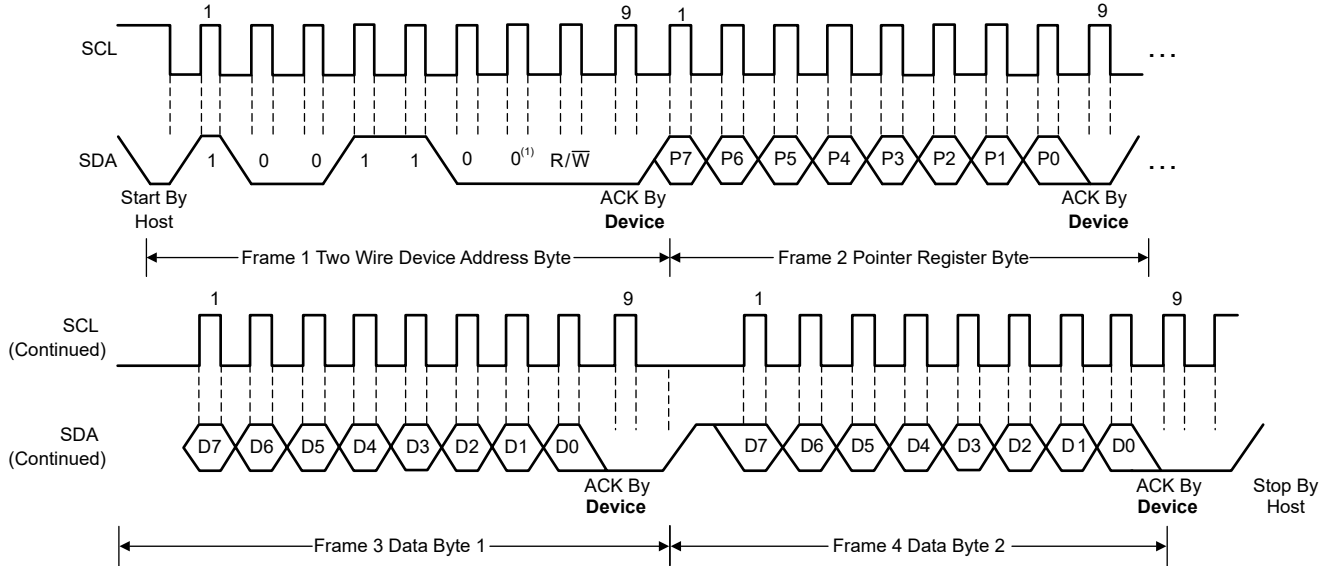 1 9 1 9
SCL ...
SDA 1 0 0 1 1 0 0(1) R/W̅ P7 P6 P5 P4 P3 P2 P1 P0 ...
Start By Host ACK By Device ACK By Device
Frame 1 Two Wire Device Address Byte Frame 2 Pointer Register Byte
1 9 1 9
SCL (Continued)
SDA (Continued) D7 D6 D5 D4 D3 D2 D1 D0 D7 D6 D5 D4 D3 D2 D1 D0
ACK By Device ACK By Device Stop By Host
Frame 3 Data Byte 1 Frame 4 Data Byte 2